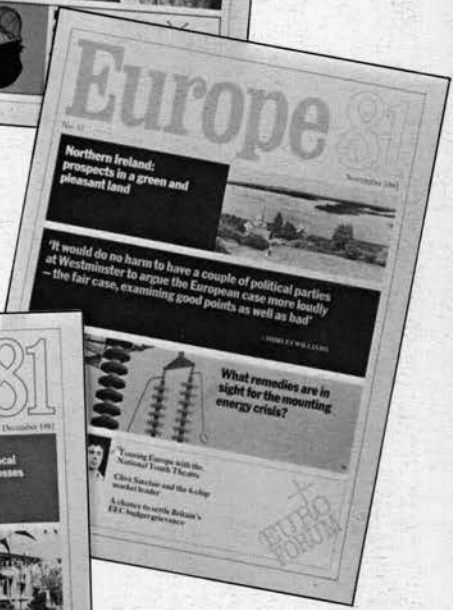 Europe 81
No. 11
November 1981
Northern Ireland:
prospects in a green and
pleasant land
'It would do no harm to have a couple of political parties
at Westminster to argue the European case more loudly
– the fair case, examining good points as well as bad'
– SHIRLEY WILLIAMS
What remedies are in
sight for the mounting
energy crisis?
Touring Europe with the
National Youth Theatre
Clive Sinclair and the
market leader
A chance to settle Britain's
EEC budget grievance
EURO
FORUM
81
December 1981